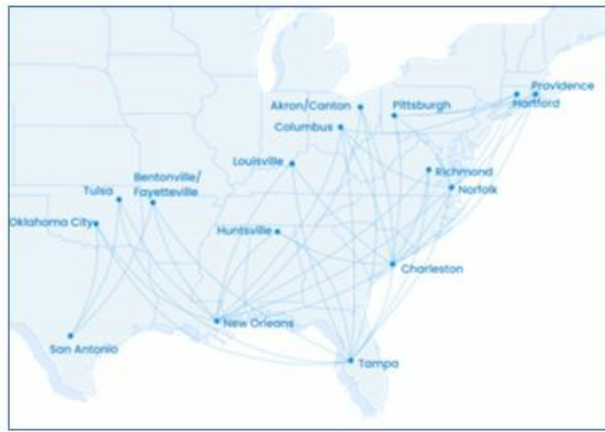 Providence
Hartford
Akron/Canton
Pittsburgh
Columbus
Louisville
Richmond
Bentonville/
Fayetteville
Tulsa
Norfolk
Oklahoma City
Huntsville
Charleston
New Orleans
San Antonio
Tampa